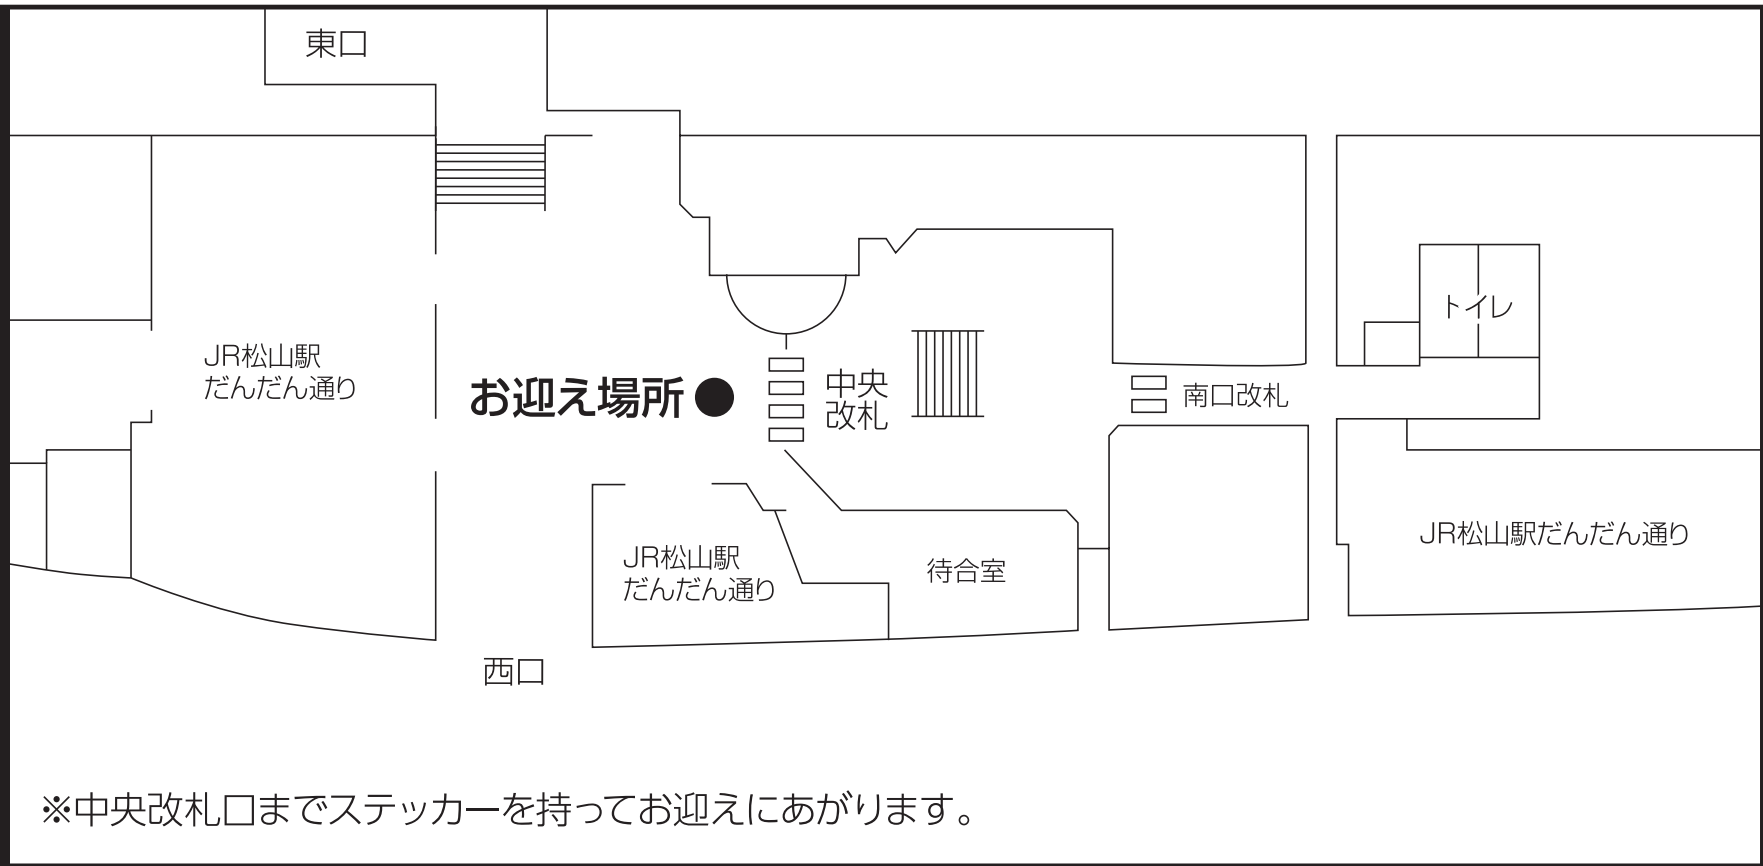 東口
トイレ
JR松山駅
だんだん通り
お迎え場所●
中央
改札
南口改札
JR松山駅だんだん通り
JR松山駅
だんだん通り
待合室
西口
※中央改札口までステッカーを持ってお迎えにあがります。